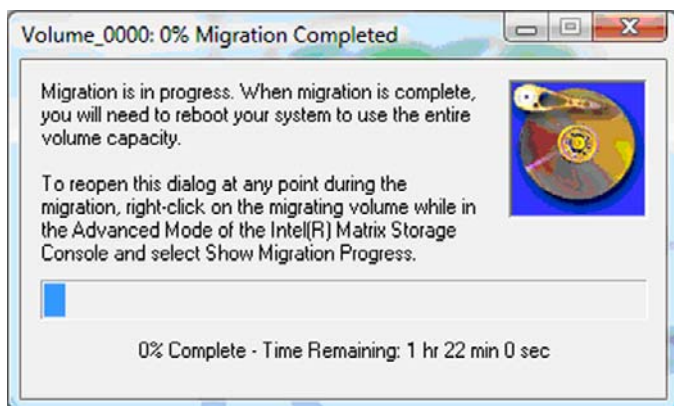 Volume_0000: 0% Migration Completed
Migration is in progress. When migration is complete,
you will need to reboot your system to use the entire
volume capacity.
To reopen this dialog at any point during the
migration, right-click on the migrating volume while in
the Advanced Mode of the Intel(R) Matrix Storage
Console and select Show Migration Progress.
0% Complete - Time Remaining: 1 hr 22 min 0 sec